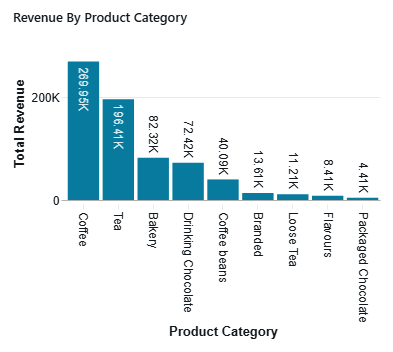 Revenue By Product Category
Total Revenue
200K
0
269.95K
196.41K
82.32K
72.42K
40.09K
13.61K
11.21K
8.41K
4.41K
Coffee
Tea
Bakery
Drinking Chocolate
Coffee beans
Branded
Loose Tea
Flavours
Packaged Chocolate
Product Category